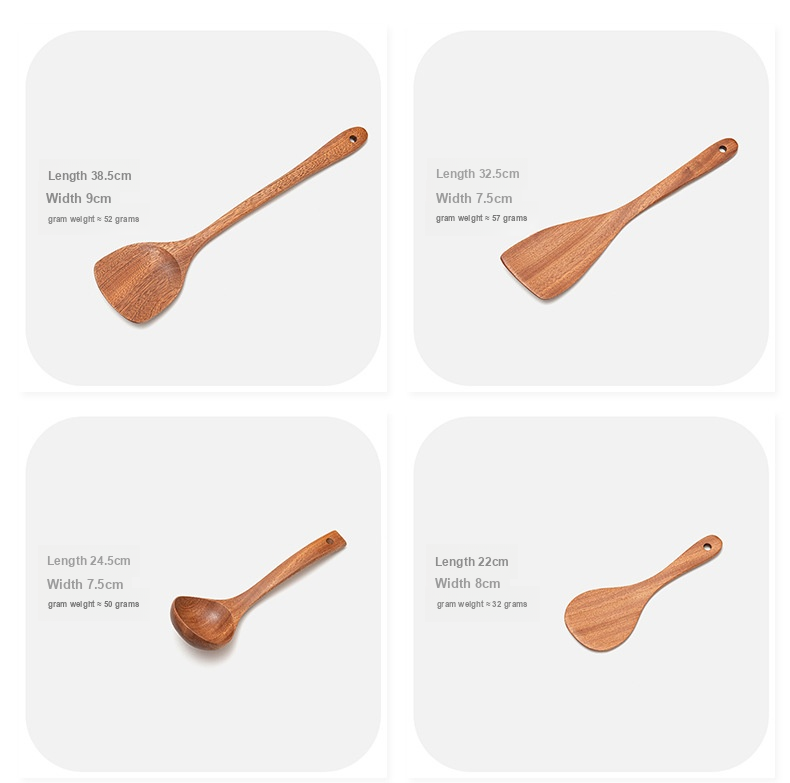 Length 38.5cm
Width 9cm
gram weight ≈ 52 grams
Length 32.5cm
Width 7.5cm
gram weight ≈ 57 grams
Length 24.5cm
Width 7.5cm
gram weight ≈ 50 grams
Length 22cm
Width 8cm
gram weight ≈ 32 grams